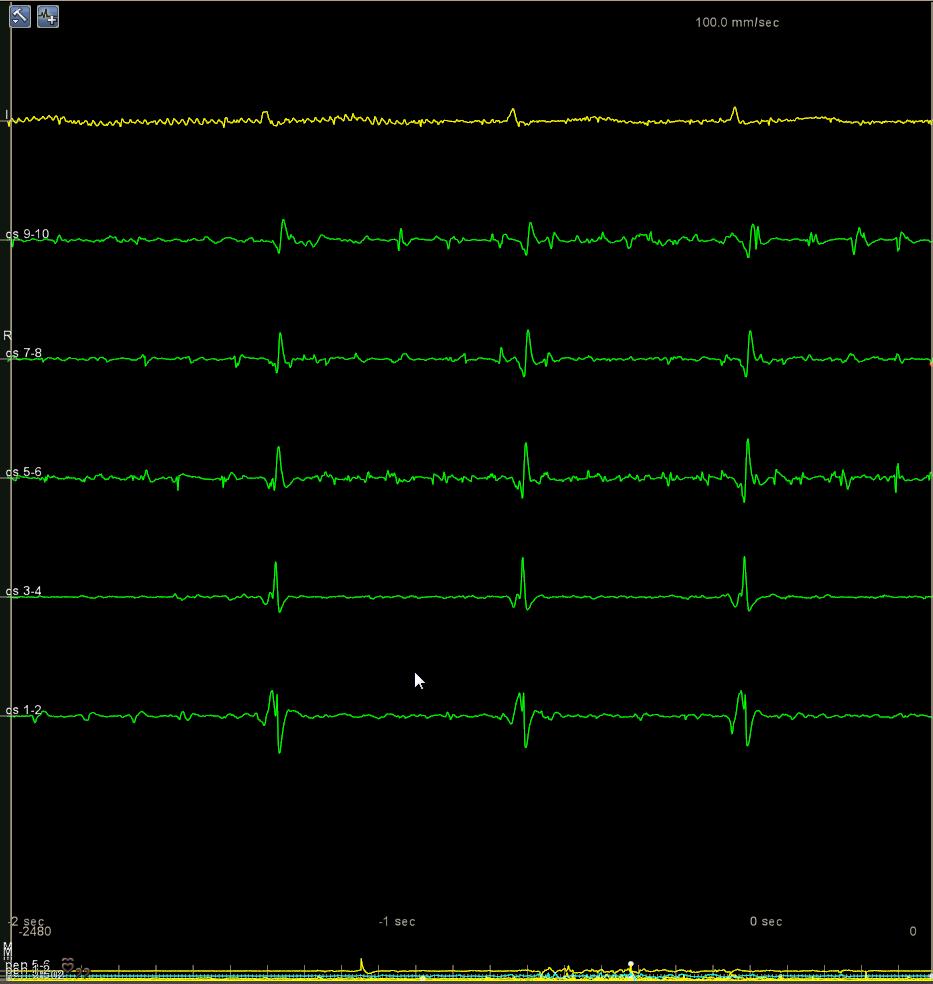 100.0 mm/sec
I
cs 9-10
R
cs 7-8
cs 5-6
cs 3-4
cs 1-2
-2 sec -1 sec 0 sec
-2480 0
M
pen 5-6